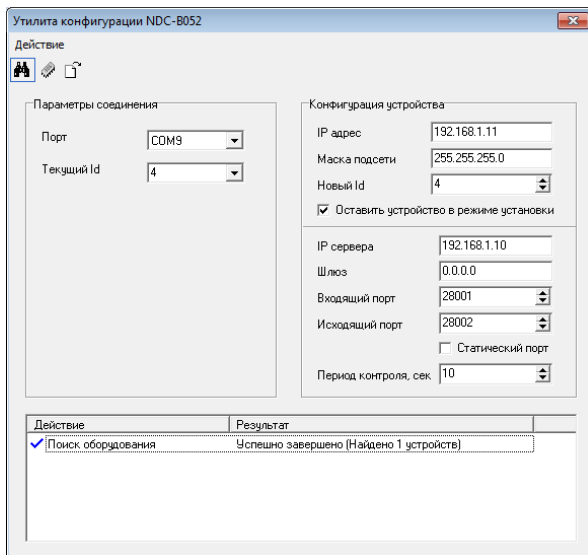 Утилита конфигурации NDC-B052
Действие
Параметры соединения
Порт COM9
Текущий Id 4
Конфигурация устройства
IP адрес 192.168.1.11
Маска подсети 255.255.255.0
Новый Id 4
Оставить устройство в режиме установки
IP сервера 192.168.1.10
Шлюз 0.0.0.0
Входящий порт 28001
Исходящий порт 28002
Статический порт
Период контроля, сек 10
Действие Результат
Поиск оборудования Успешно завершено (Найдено 1 устройств)